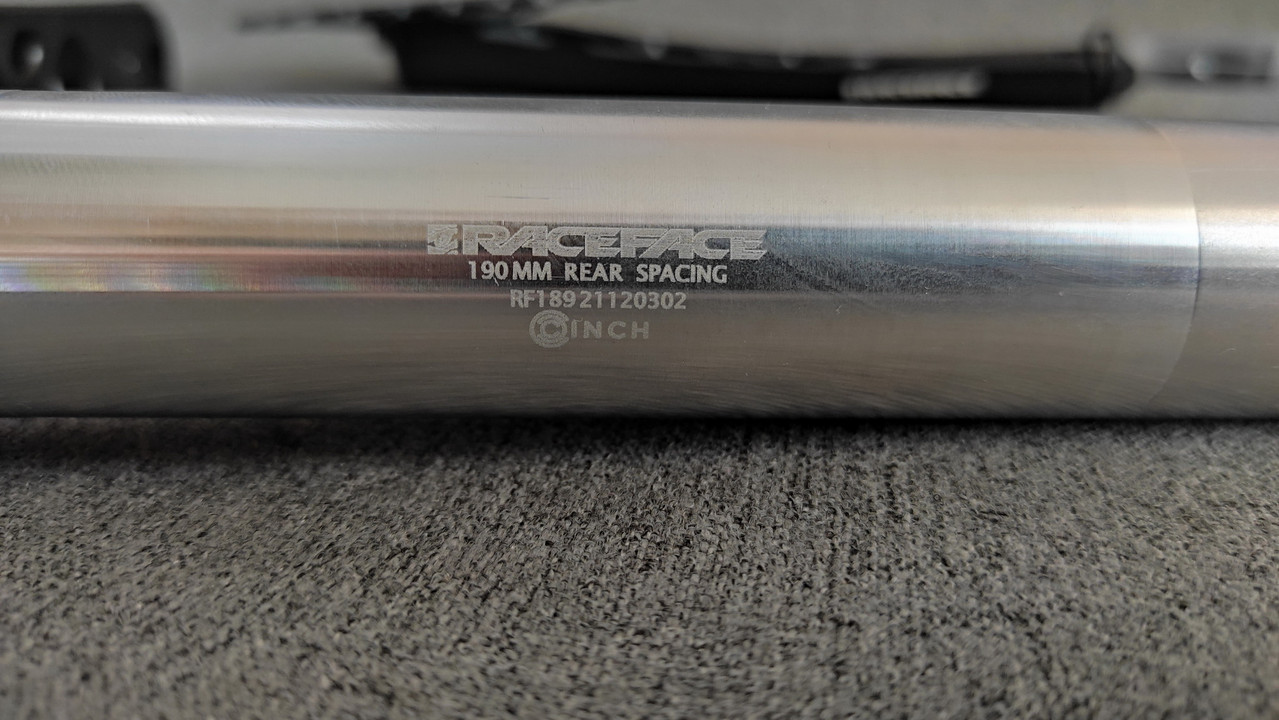 RACEFACE
190MM REAR SPACING
RF18921120302
CINCH